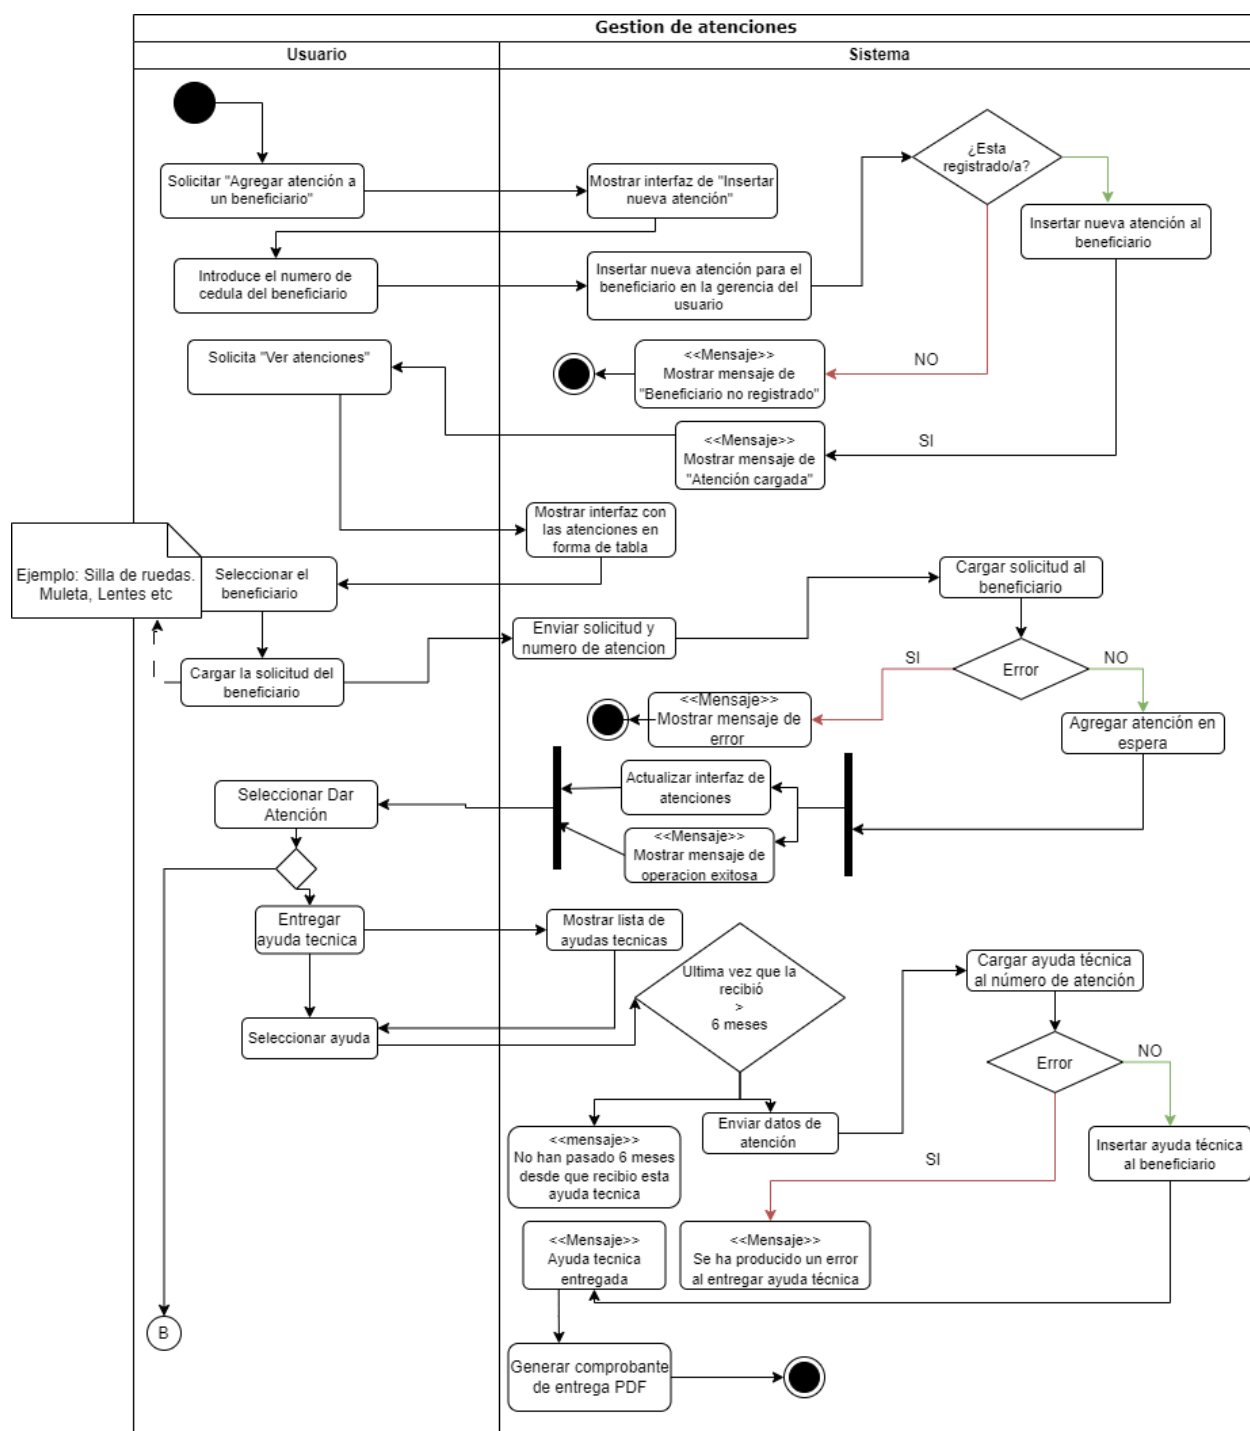 Gestion de atenciones
Usuario
Sistema
¿Esta
registrado/a?
Solicitar "Agregar atención a
un beneficiario"
Mostrar interfaz de "Insertar
nueva atención"
Insertar nueva atención al
beneficiario
Introduce el numero de
cedula del beneficiario
Insertar nueva atención para el
beneficiario en la gerencia del
usuario
Solicita "Ver atenciones"
<<Mensaje>>
Mostrar mensaje de
"Beneficiario no registrado"
NO
<<Mensaje>>
Mostrar mensaje de
"Atención cargada"
SI
Mostrar interfaz con
las atenciones en
forma de tabla
Ejemplo: Silla de ruedas.
Muleta, Lentes etc
Seleccionar el
beneficiario
Cargar solicitud al
beneficiario
Enviar solicitud y
numero de atencion
Cargar la solicitud del
beneficiario
SI
Error
NO
<<Mensaje>>
Mostrar mensaje de
error
Agregar atención en
espera
Seleccionar Dar
Atención
Actualizar interfaz de
atenciones
<<Mensaje>>
Mostrar mensaje de
operacion exitosa
Entregar
ayuda tecnica
Mostrar lista de
ayudas tecnicas
Ultima vez que la
recibió
>
6 meses
Cargar ayuda técnica
al número de atención
Seleccionar ayuda
Error
NO
Enviar datos de
atención
<<mensaje>>
No han pasado 6 meses
desde que recibio esta
ayuda tecnica
SI
Insertar ayuda técnica
al beneficiario
<<Mensaje>>
Ayuda tecnica
entregada
<<Mensaje>>
Se ha producido un error
al entregar ayuda técnica
B
Generar comprobante
de entrega PDF